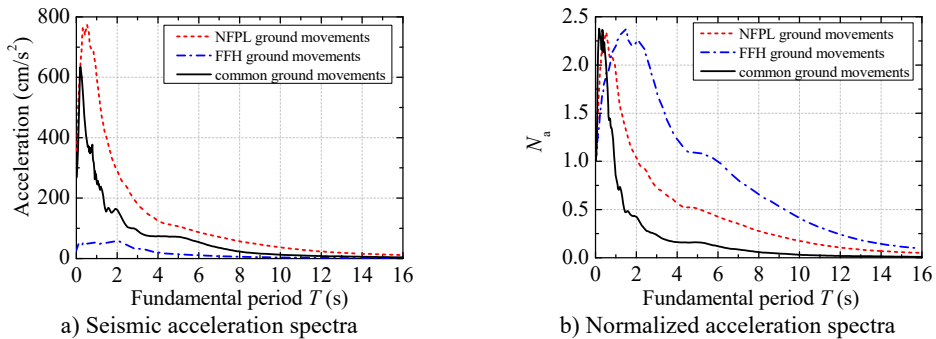 800
600
400
200
0
Acceleration (cm/s²)
NFPL ground movements
FFH ground movements
common ground movements
0 2 4 6 8 10 12 14 16
Fundamental period T (s)
a) Seismic acceleration spectra
2.5
2.0
1.5
1.0
0.5
0.0
Nₐ
NFPL ground movements
FFH ground movements
common ground movements
0 2 4 6 8 10 12 14 16
Fundamental period T (s)
b) Normalized acceleration spectra